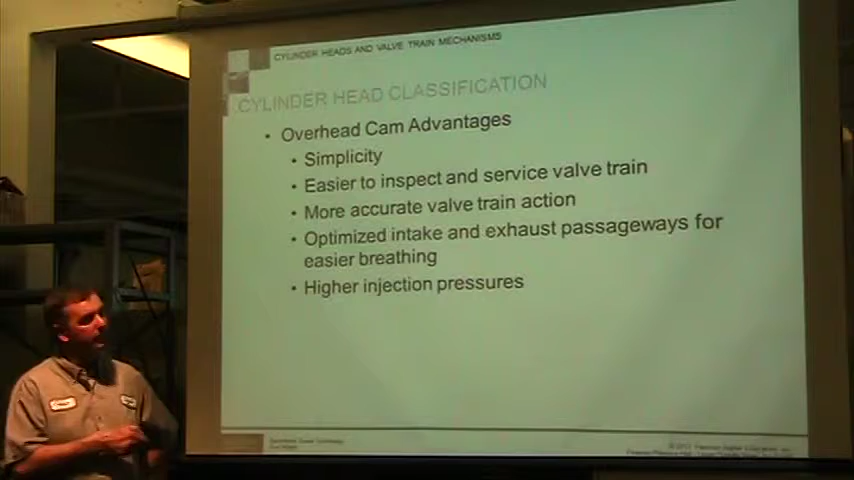 CYLINDER HEADS AND VALVE TRAIN MECHANISMS
CYLINDER HEAD CLASSIFICATION
• Overhead Cam Advantages
• Simplicity
• Easier to inspect and service valve train
• More accurate valve train action
• Optimized intake and exhaust passageways for
easier breathing
• Higher injection pressures